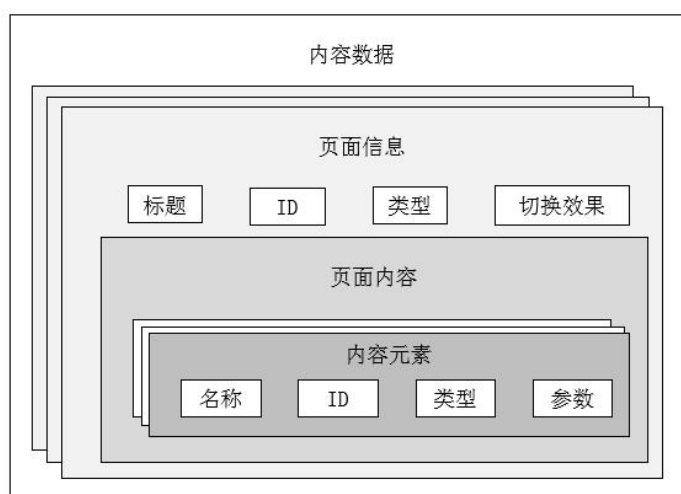 内容数据
页面信息
标题 ID 类型 切换效果
页面内容
内容元素
名称 ID 类型 参数